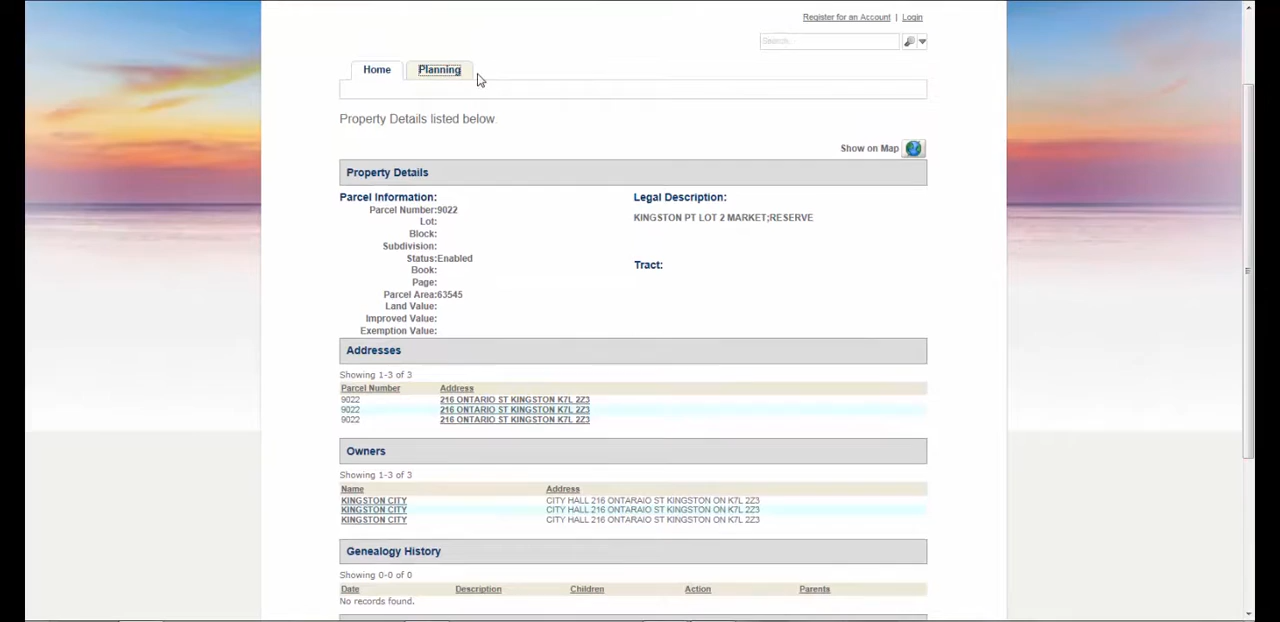 Register for an Account | Login
Search...
Home Planning
Property Details listed below.
Show on Map
Property Details
Parcel Information:
Parcel Number:9022
Lot:
Block:
Subdivision:
Status:Enabled
Book:
Page:
Parcel Area:63545
Land Value:
Improved Value:
Exemption Value:
Legal Description:
KINGSTON PT LOT 2 MARKET;RESERVE
Tract:
Addresses
Showing 1-3 of 3
Parcel Number Address
9022 216 ONTARIO ST KINGSTON K7L 2Z3
9022 216 ONTARIO ST KINGSTON K7L 2Z3
9022 216 ONTARIO ST KINGSTON K7L 2Z3
Owners
Showing 1-3 of 3
Name Address
KINGSTON CITY CITY HALL 216 ONTARAIO ST KINGSTON ON K7L 2Z3
KINGSTON CITY CITY HALL 216 ONTARAIO ST KINGSTON ON K7L 2Z3
KINGSTON CITY CITY HALL 216 ONTARAIO ST KINGSTON ON K7L 2Z3
Genealogy History
Showing 0-0 of 0
Date Description Children Action Parents
No records found.